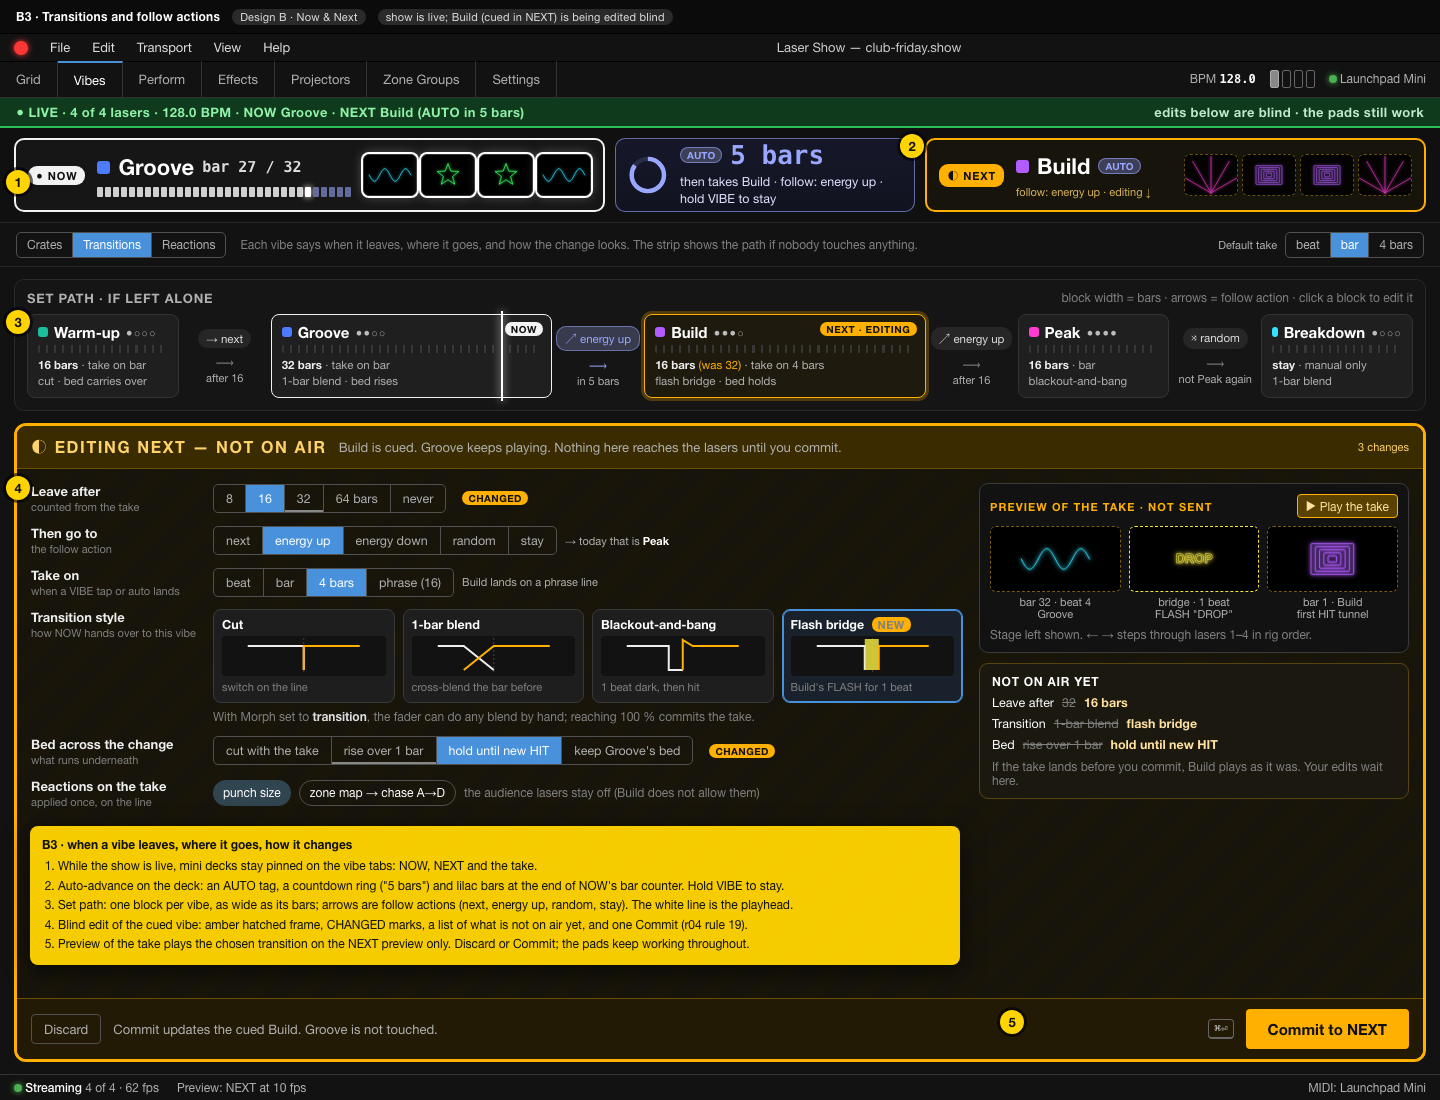 B3 · Transitions and follow actions
Design B · Now & Next
show is live; Build (cued in NEXT) is being edited blind
File Edit Transport View Help
Laser Show — club-friday.show
Grid Vibes Perform Effects Projectors Zone Groups Settings
BPM 128.0
Launchpad Mini
● LIVE · 4 of 4 lasers · 128.0 BPM · NOW Groove · NEXT Build (AUTO in 5 bars)
edits below are blind · the pads still work
1
● NOW
Groove bar 27 / 32
AUTO 5 bars
then takes Build · follow: energy up ·
hold VIBE to stay
2
◐ NEXT
Build AUTO
follow: energy up · editing ↓
Crates Transitions Reactions
Each vibe says when it leaves, where it goes, and how the change looks. The strip shows the path if nobody touches anything.
Default take beat bar 4 bars
SET PATH · IF LEFT ALONE
block width = bars · arrows = follow action · click a block to edit it
3
Warm-up ●○○○
16 bars · take on bar
cut · bed carries over
→ next
⟶
after 16
Groove ●●○○
NOW
32 bars · take on bar
1-bar blend · bed rises
↗ energy up
⟶
in 5 bars
Build ●●●○
NEXT · EDITING
16 bars (was 32) · take on 4 bars
flash bridge · bed holds
↗ energy up
⟶
after 16
Peak ●●●●
16 bars · bar
blackout-and-bang
⤨ random
⟶
not Peak again
Breakdown ●○○○
stay · manual only
1-bar blend
◐ EDITING NEXT — NOT ON AIR
Build is cued. Groove keeps playing. Nothing here reaches the lasers until you commit.
3 changes
4
Leave after
counted from the take
8 16 32 64 bars never
CHANGED
Then go to
the follow action
next energy up energy down random stay
→ today that is Peak
Take on
when a VIBE tap or auto lands
beat bar 4 bars phrase (16)
Build lands on a phrase line
Transition style
how NOW hands over to this vibe
Cut
switch on the line
1-bar blend
cross-blend the bar before
Blackout-and-bang
1 beat dark, then hit
Flash bridge NEW
Build's FLASH for 1 beat
With Morph set to transition, the fader can do any blend by hand; reaching 100 % commits the take.
Bed across the change
what runs underneath
cut with the take rise over 1 bar hold until new HIT keep Groove's bed
CHANGED
Reactions on the take
applied once, on the line
punch size zone map → chase A→D
the audience lasers stay off (Build does not allow them)
PREVIEW OF THE TAKE · NOT SENT
▶ Play the take
DROP
bar 32 · beat 4
Groove
bridge · 1 beat
FLASH "DROP"
bar 1 · Build
first HIT tunnel
Stage left shown. ←→ steps through lasers 1–4 in rig order.
NOT ON AIR YET
Leave after 32 16 bars
Transition 1-bar blend flash bridge
Bed rise over 1 bar hold until new HIT
If the take lands before you commit, Build plays as it was. Your edits wait
here.
B3 · when a vibe leaves, where it goes, how it changes
1. While the show is live, mini decks stay pinned on the vibe tabs: NOW, NEXT and the take.
2. Auto-advance on the deck: an AUTO tag, a countdown ring ("5 bars") and lilac bars at the end of NOW's bar counter. Hold VIBE to stay.
3. Set path: one block per vibe, as wide as its bars; arrows are follow actions (next, energy up, random, stay). The white line is the playhead.
4. Blind edit of the cued vibe: amber hatched frame, CHANGED marks, a list of what is not on air yet, and one Commit (r04 rule 19).
5. Preview of the take plays the chosen transition on the NEXT preview only. Discard or Commit; the pads keep working throughout.
Discard
Commit updates the cued Build. Groove is not touched.
5
⌘⏎
Commit to NEXT
Streaming 4 of 4 · 62 fps
Preview: NEXT at 10 fps
MIDI: Launchpad Mini